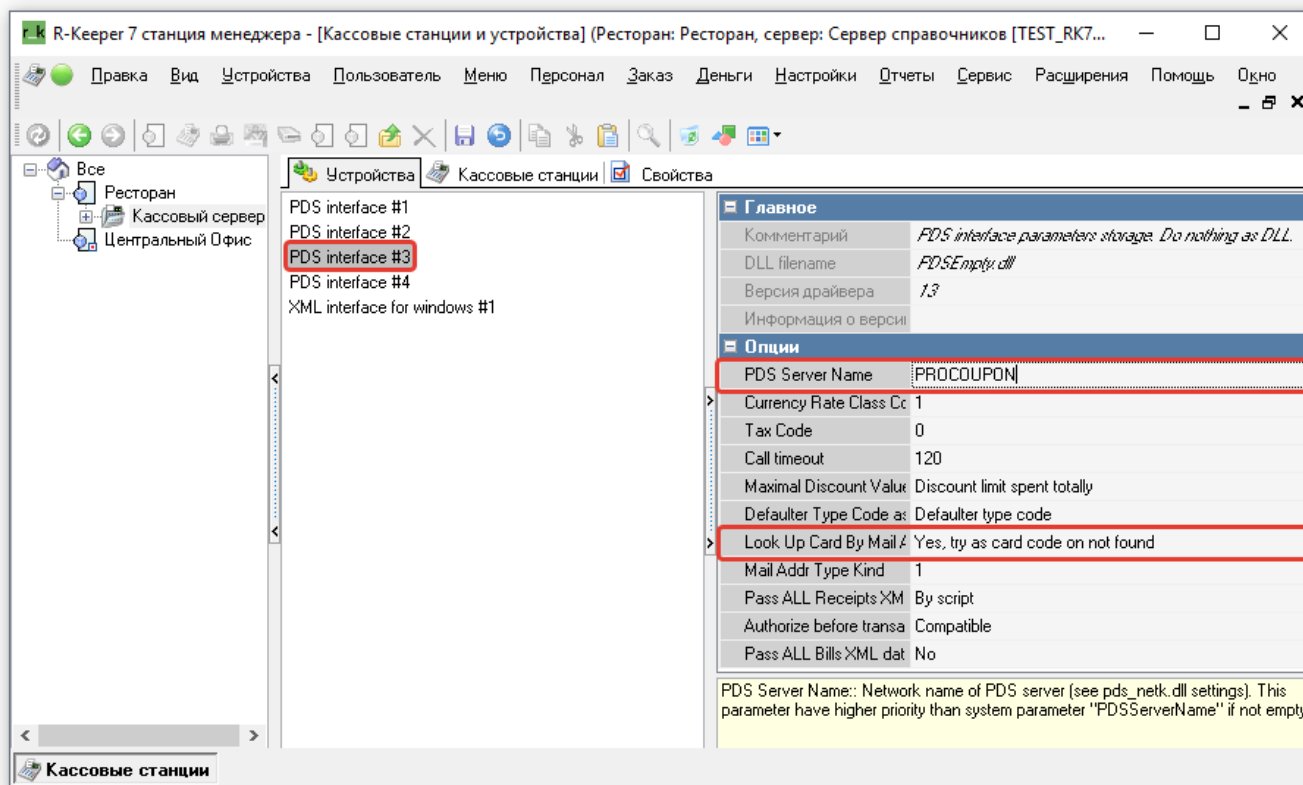 r_k R-Keeper 7 станция менеджера - [Кассовые станции и устройства] (Ресторан: Ресторан, сервер: Сервер справочников [TEST_RK7...
Правка Вид Устройства Пользователь Меню Персонал Заказ Деньги Настройки Отчеты Сервис Расширения Помощь Окно
Все
Ресторан
Кассовый сервер
Центральный Офис
Устройства Кассовые станции Свойства
PDS interface #1
PDS interface #2
PDS interface #3
PDS interface #4
XML interface for windows #1
Главное
Комментарий PDS interface parameters storage. Do nothing as DLL.
DLL filename PDSEmpty.dll
Версия драйвера 1.3
Информация о версии
Опции
PDS Server Name PROCOUPON
Currency Rate Class Co 1
Tax Code 0
Call timeout 120
Maximal Discount Value Discount limit spent totally
Defaulter Type Code as Defaulter type code
Look Up Card By Mail A Yes, try as card code on not found
Mail Addr Type Kind 1
Pass ALL Receipts XM By script
Authorize before transa Compatible
Pass ALL Bills XML dat No
PDS Server Name:: Network name of PDS server (see pds_netk.dll settings). This
parameter have higher priority than system parameter "PDSServerName" if not empty
Кассовые станции